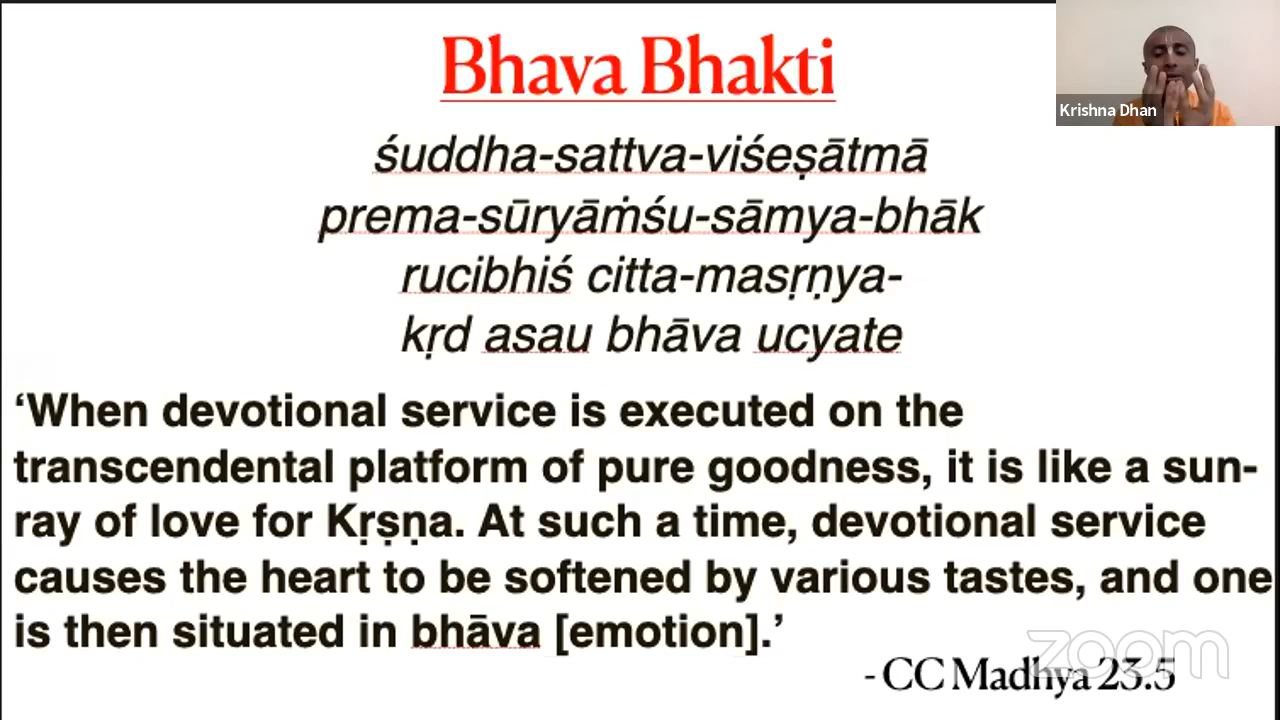 Bhava Bhakti
Krishna Dhan
śuddha-sattva-viśeṣātmā
prema-sūryāṁśu-sāmya-bhāk
rucibhiś citta-masṛṇya-
kṛd asau bhāva ucyate
‘When devotional service is executed on the
transcendental platform of pure goodness, it is like a sun-
ray of love for Kṛṣṇa. At such a time, devotional service
causes the heart to be softened by various tastes, and one
is then situated in bhāva [emotion].’
zoom
- CC Madhya 23.5